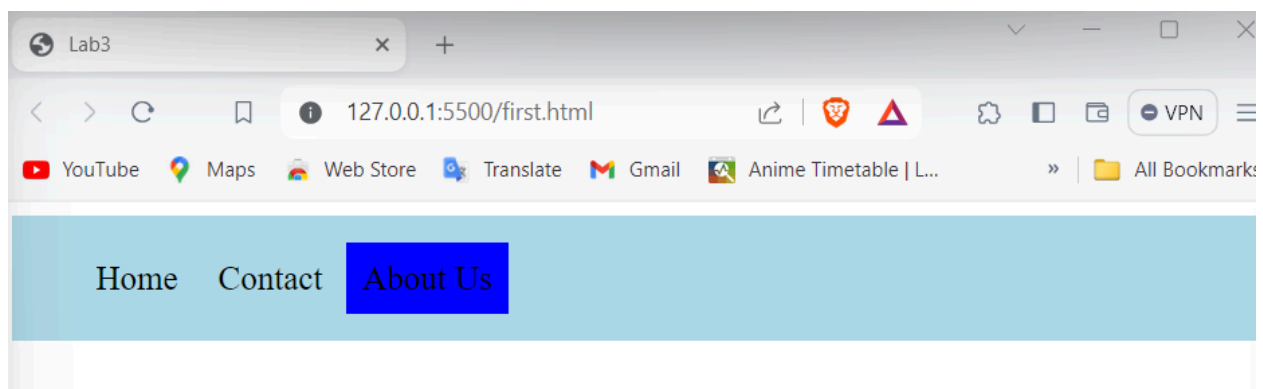 Lab3
127.0.0.1:5500/first.html VPN
YouTube Maps Web Store Translate Gmail Anime Timetable | L... » All Bookmarks
Home Contact About Us